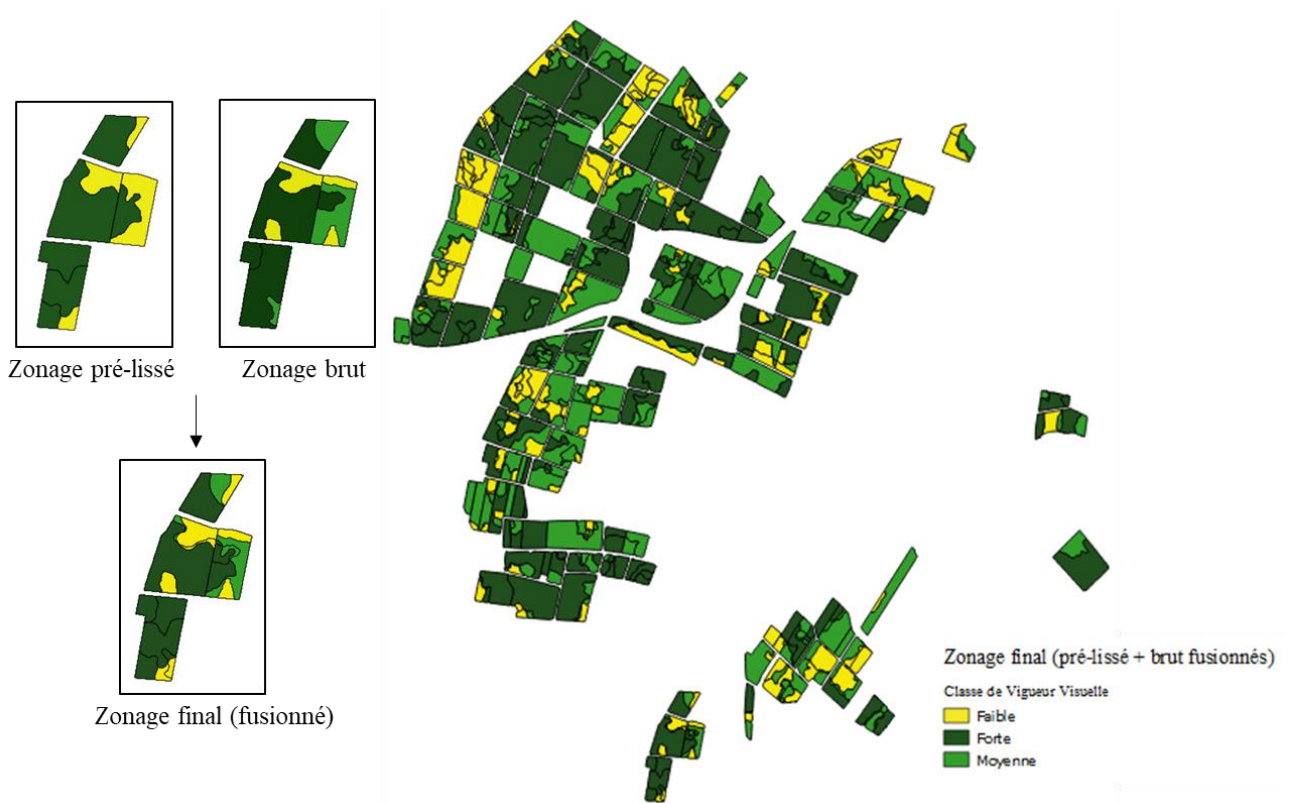 Zonage pré-lissé
Zonage brut
Zonage final (fusionné)
Zonage final (pré-lissé + brut fusionnés)
Classe de Vigueur Visuelle
Faible
Forte
Moyenne